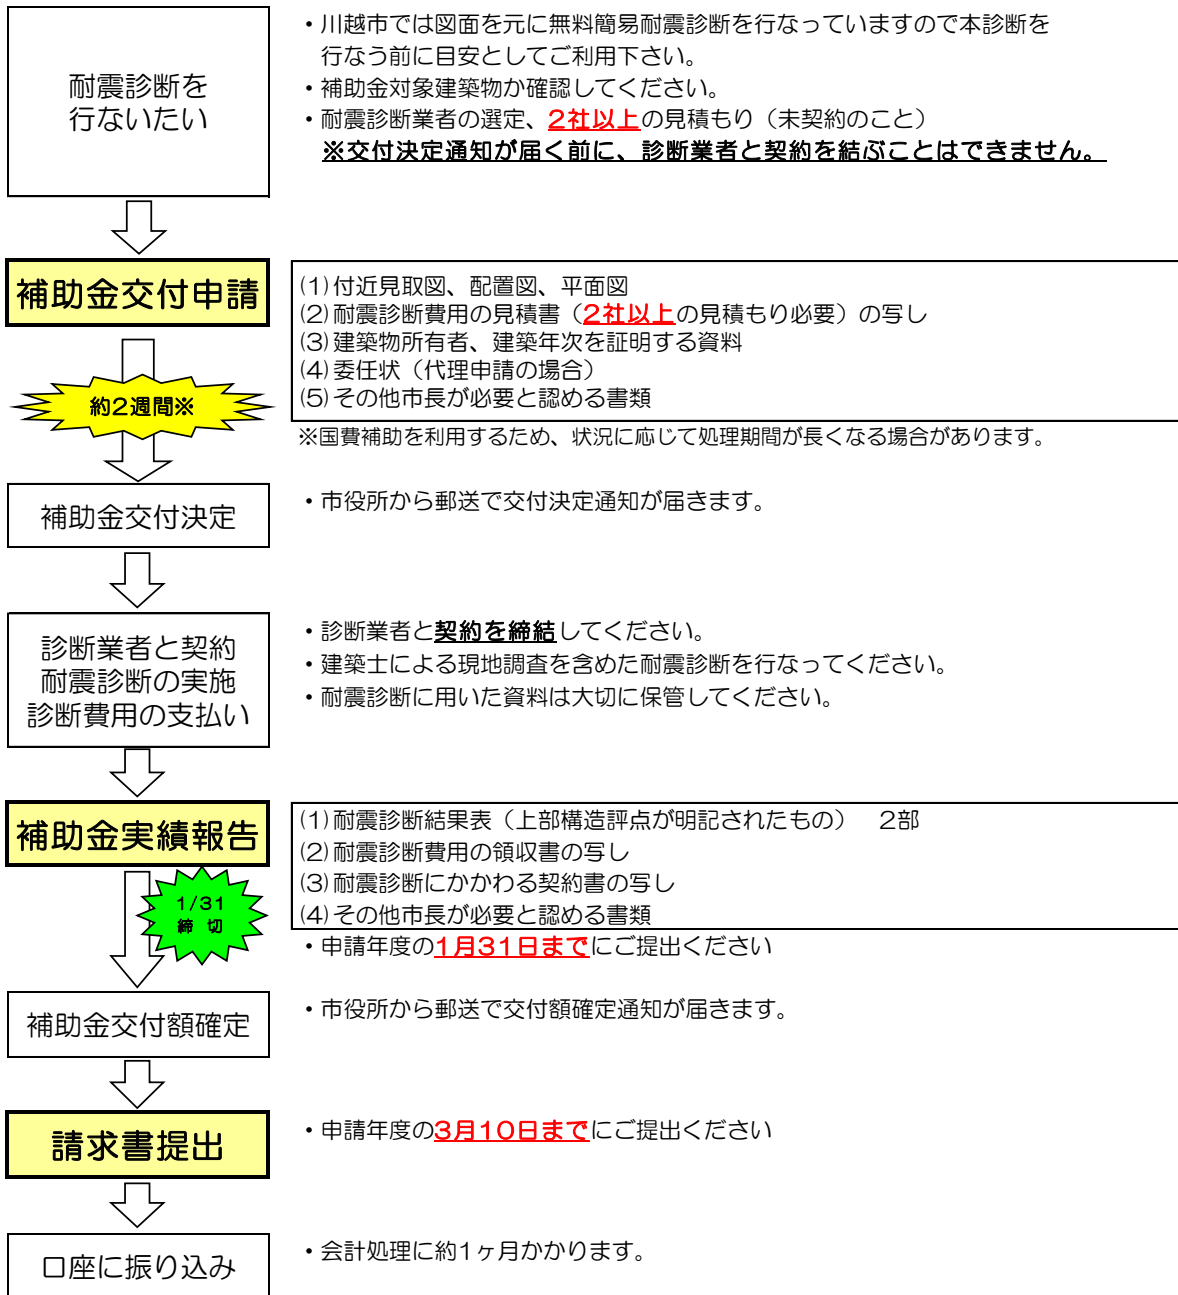 耐震診断を
行ないたい
・川越市では図面を元に無料簡易耐震診断を行なっていますので本診断を
行なう前に目安としてご利用下さい。
・補助金対象建築物か確認してください。
・耐震診断業者の選定、2社以上の見積もり（未契約のこと）
※交付決定通知が届く前に、診断業者と契約を結ぶことはできません。
補助金交付申請
(1)付近見取図、配置図、平面図
(2)耐震診断費用の見積書（2社以上の見積もり必要）の写し
(3)建築物所有者、建築年次を証明する資料
(4)委任状（代理申請の場合）
(5)その他市長が必要と認める書類
約2週間※
※国費補助を利用するため、状況に応じて処理期間が長くなる場合があります。
補助金交付決定
・市役所から郵送で交付決定通知が届きます。
診断業者と契約
耐震診断の実施
診断費用の支払い
・診断業者と契約を締結してください。
・建築士による現地調査を含めた耐震診断を行なってください。
・耐震診断に用いた資料は大切に保管してください。
補助金実績報告
(1)耐震診断結果表（上部構造評点が明記されたもの）　2部
(2)耐震診断費用の領収書の写し
(3)耐震診断にかかわる契約書の写し
(4)その他市長が必要と認める書類
1/31
締　切
・申請年度の1月31日までにご提出ください
補助金交付額確定
・市役所から郵送で交付額確定通知が届きます。
請求書提出
・申請年度の3月10日までにご提出ください
口座に振り込み
・会計処理に約1ヶ月かかります。